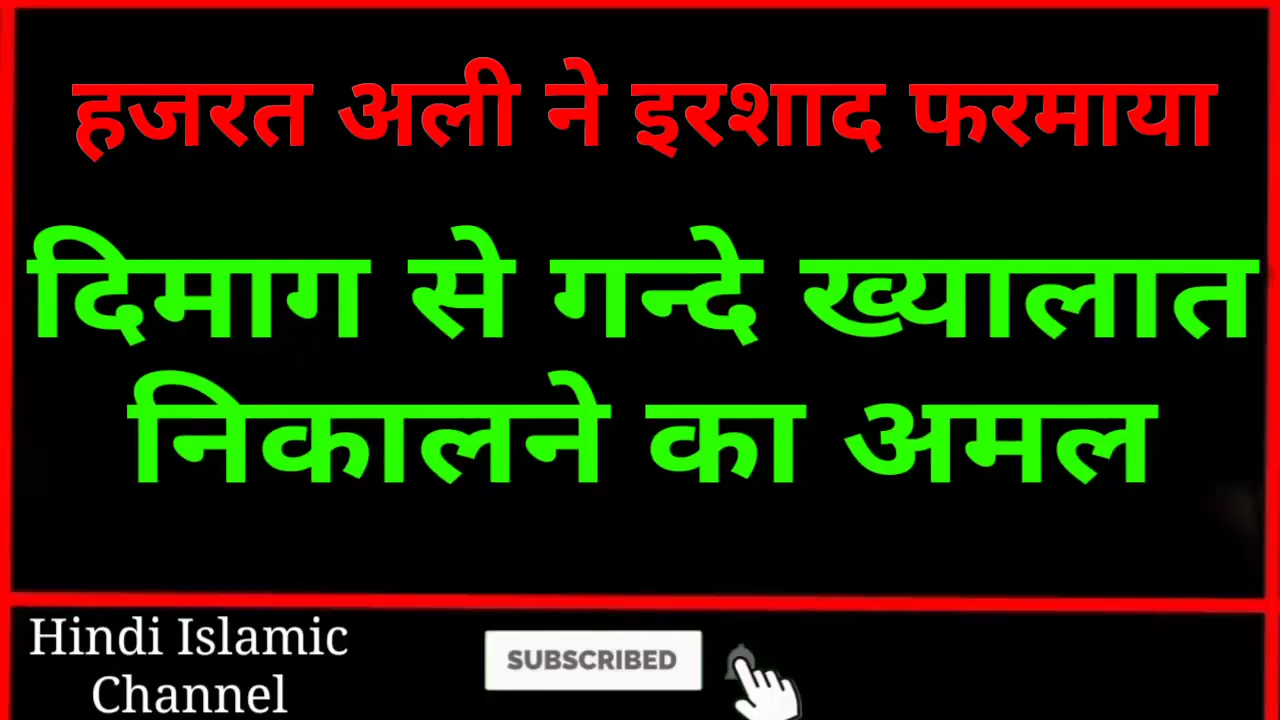 हजरत अली ने इरशाद फरमाया
दिमाग से गन्दे ख्यालात
निकालने का अमल
Hindi Islamic
Channel
SUBSCRIBED